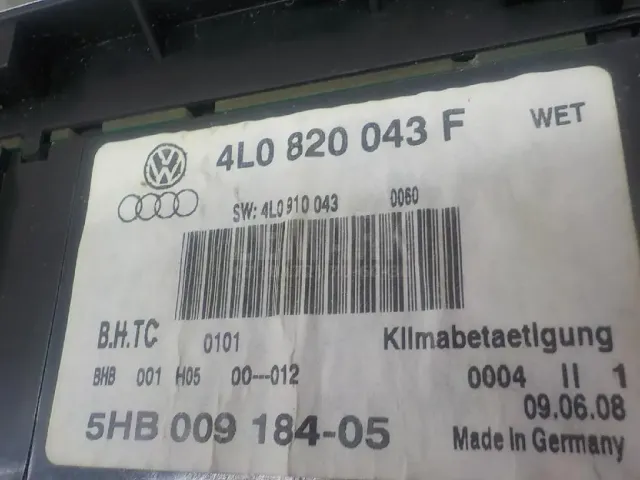 4L0 820 043 F WET
SW: 4L0 910 043 0060
B.H.TC 0101 Klimabetaetigung
BHB 001 H05 00---012 0004 II 1
09.06.08
5HB 009 184-05 Made in Germany